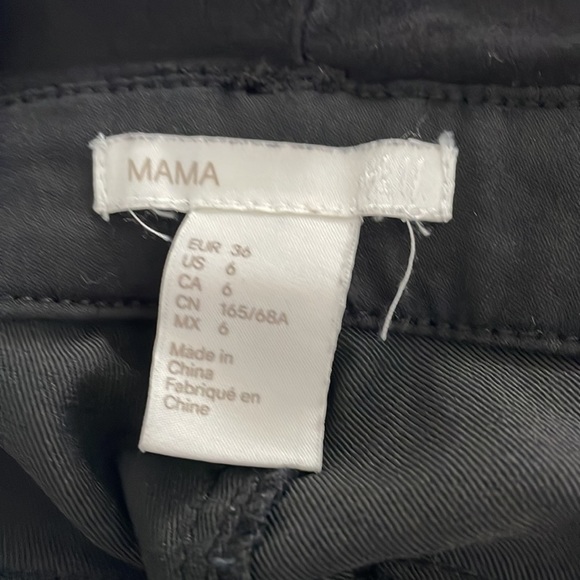 MAMA
EUR 36
US 6
CA 6
CN 165/68A
MX 6
Made in
China
Fabriqué en
Chine